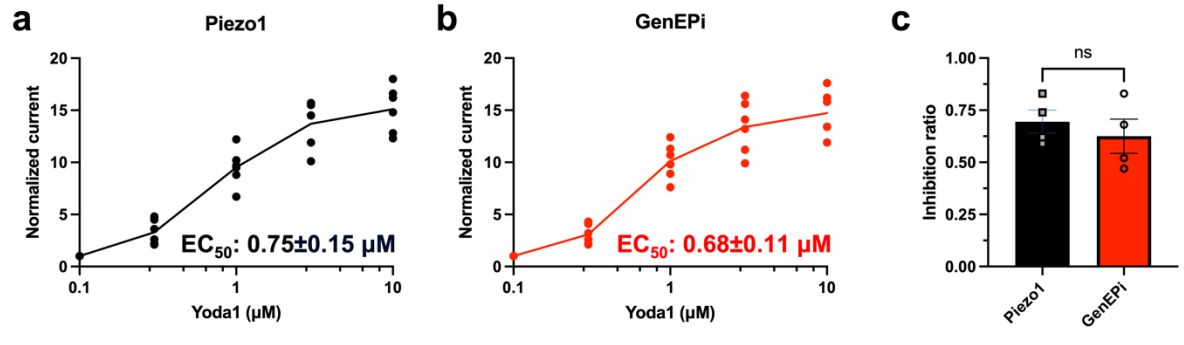 a
Piezo1
Normalized current
20
15
10
5
0
0.1
1
10
Yoda1 (µM)
EC50: 0.75±0.15 µM
b
GenEPi
Normalized current
20
15
10
5
0
0.1
1
10
Yoda1 (µM)
EC50: 0.68±0.11 µM
c
ns
Inhibition ratio
1.00
0.75
0.50
0.25
0.00
Piezo1
GenEPi